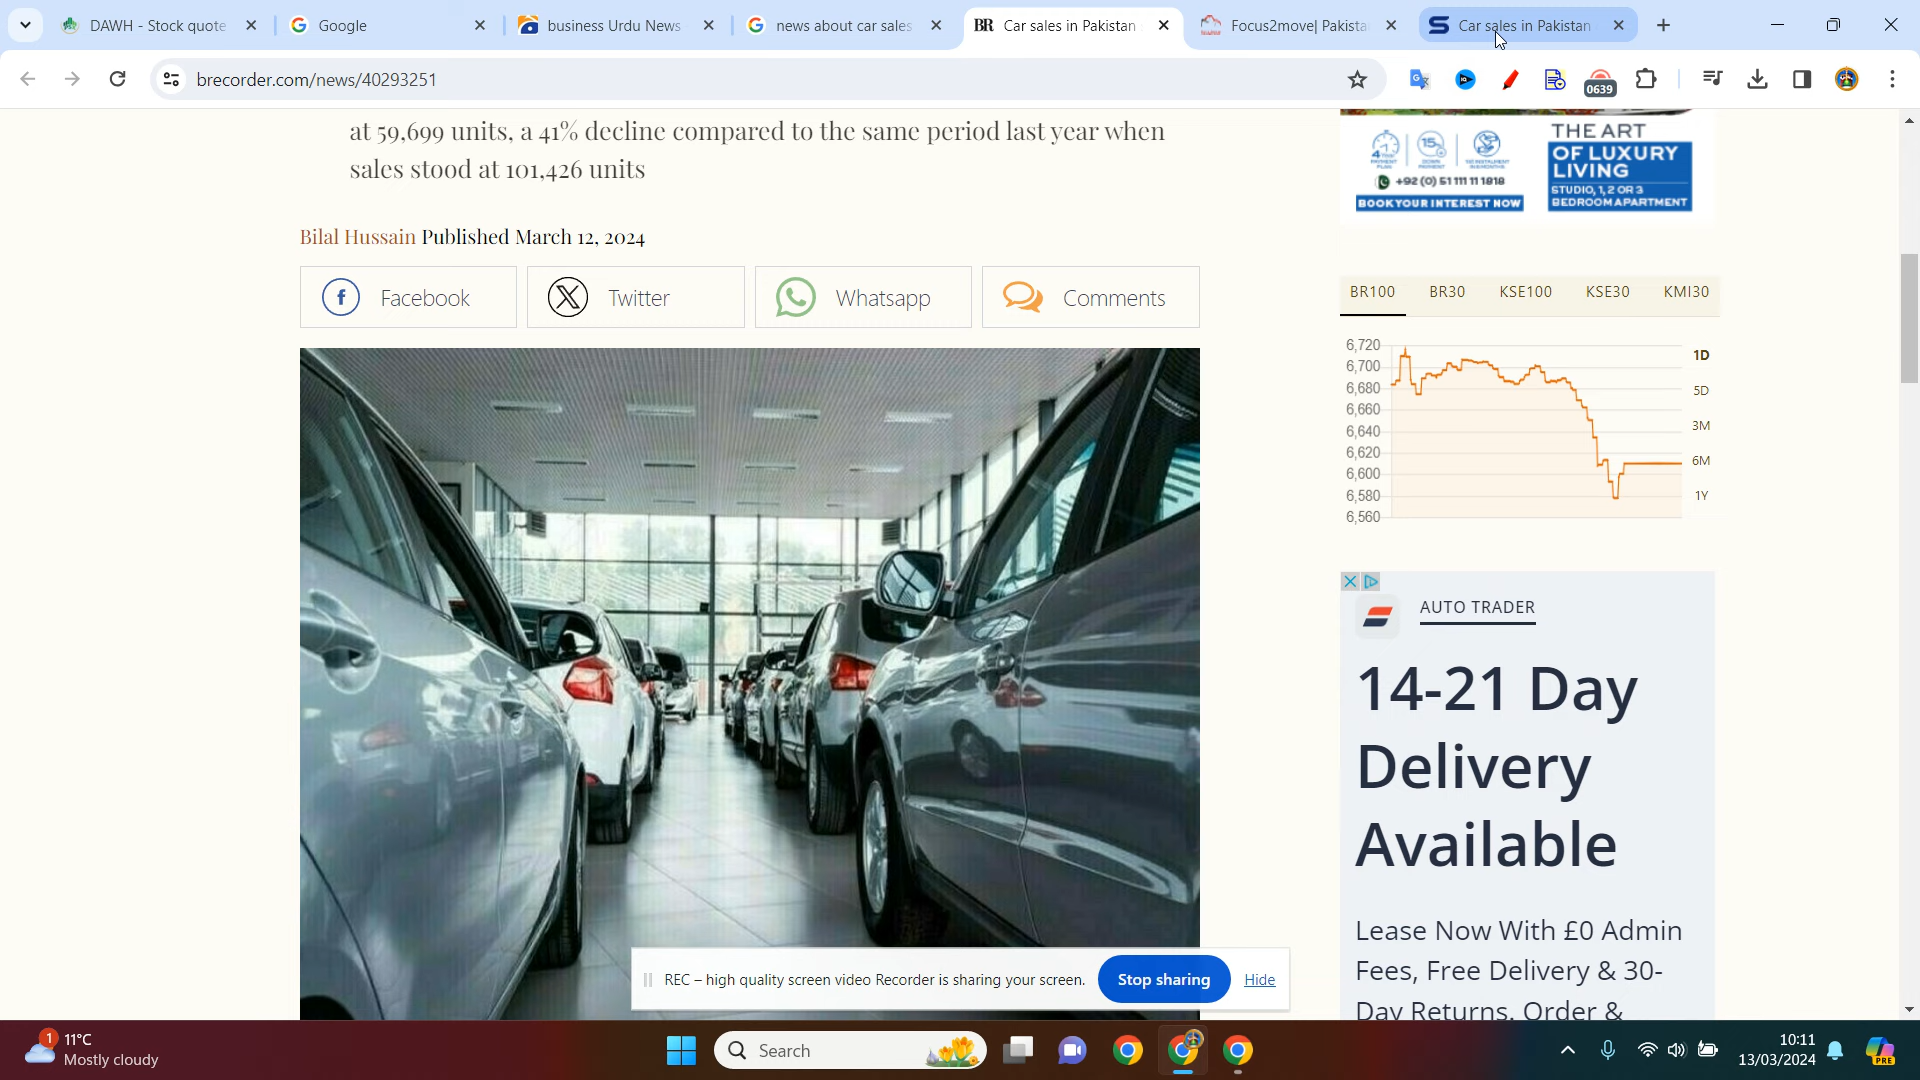 DAWH - Stock quote
Google
business Urdu News
news about car sales
BR Car sales in Pakistan
Focus2move| Pakista
Car sales in Pakistan
brecorder.com/news/40293251
0639
at 59,699 units, a 41% decline compared to the same period last year when
sales stood at 101,426 units
Bilal Hussain Published March 12, 2024
Facebook
Twitter
Whatsapp
Comments
THE ART
OF LUXURY
LIVING
STUDIO, 1, 2 OR 3
BEDROOM APARTMENT
+92 (0) 51 111 11 1818
BOOK YOUR INTEREST NOW
BR100 BR30 KSE100 KSE30 KMI30
6,720
6,700
6,680
6,660
6,640
6,620
6,600
6,580
6,560
1D
5D
3M
6M
1Y
AUTO TRADER
14-21 Day
Delivery
Available
Lease Now With £0 Admin
Fees, Free Delivery & 30-
Day Returns. Order &
REC – high quality screen video Recorder is sharing your screen.
Stop sharing
Hide
1
11°C
Mostly cloudy
Search
10:11
13/03/2024
PRE